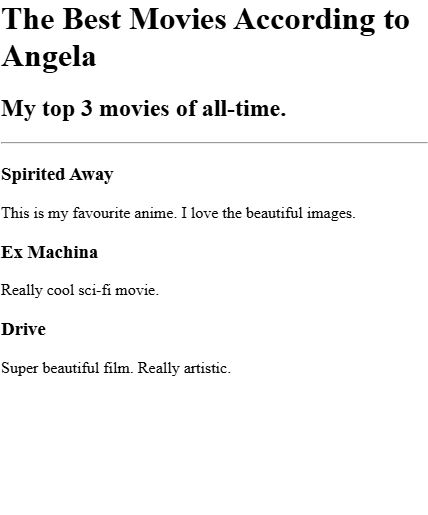 The Best Movies According to
Angela
My top 3 movies of all-time.
Spirited Away
This is my favourite anime. I love the beautiful images.
Ex Machina
Really cool sci-fi movie.
Drive
Super beautiful film. Really artistic.